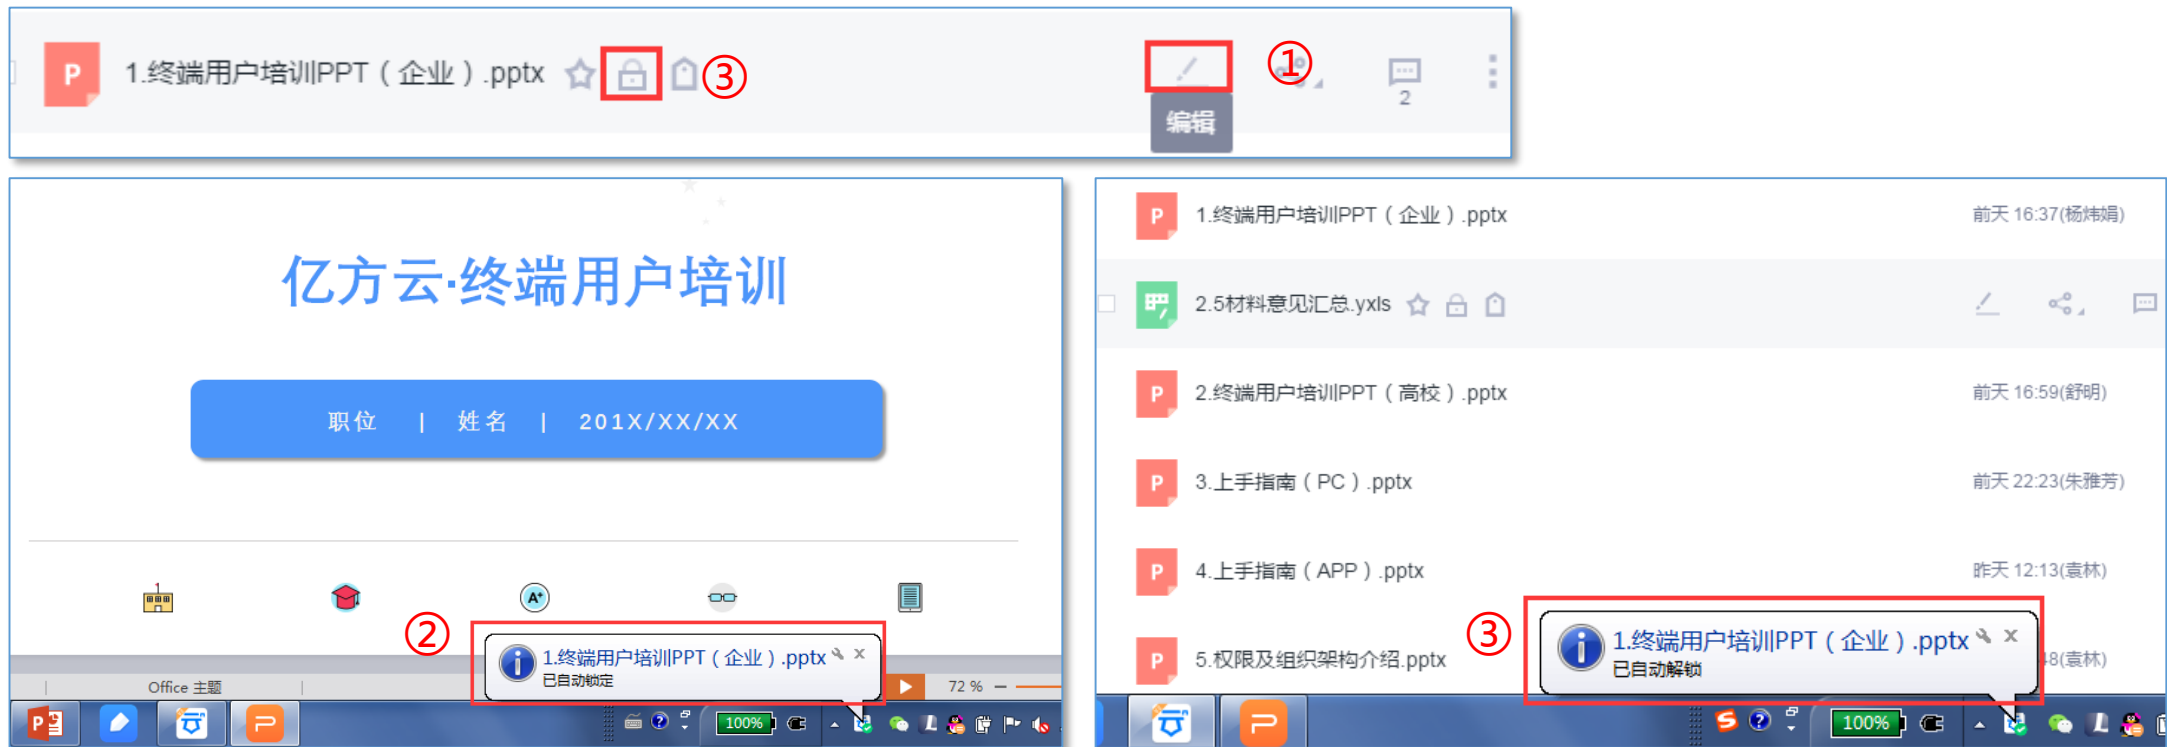 1.终端用户培训PPT（企业）.pptx
③
①
2
编辑
亿方云·终端用户培训
职位 | 姓名 | 201X/XX/XX
②
1.终端用户培训PPT（企业）.pptx
已自动锁定
Office 主题
72 %
100%
1.终端用户培训PPT（企业）.pptx
前天 16:37(杨炜娟)
2.5材料意见汇总.yxls
2.终端用户培训PPT（高校）.pptx
前天 16:59(舒明)
3.上手指南（PC）.pptx
前天 22:23(朱雅芳)
4.上手指南（APP）.pptx
昨天 12:13(袁林)
③
1.终端用户培训PPT（企业）.pptx
已自动解锁
5.权限及组织架构介绍.pptx
48(袁林)
100%